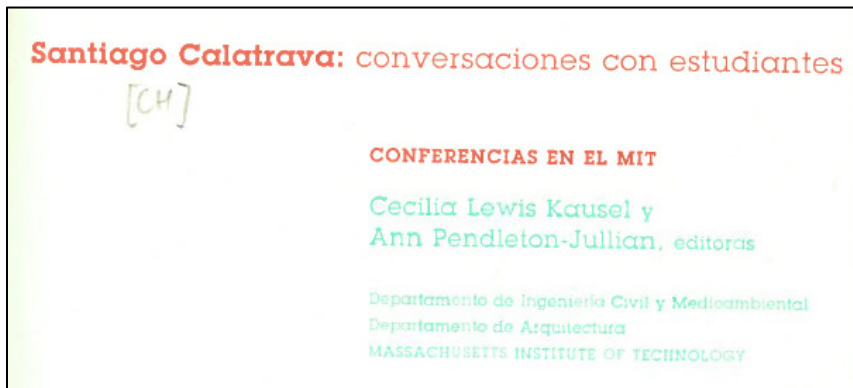 Santiago Calatrava: conversaciones con estudiantes
[CH]
CONFERENCIAS EN EL MIT
Cecilia Lewis Kausel y
Ann Pendleton-Jullian, editoras
Departamento de Ingeniería Civil y Medioambiental
Departamento de Arquitectura
MASSACHUSETTS INSTITUTE OF TECHNOLOGY